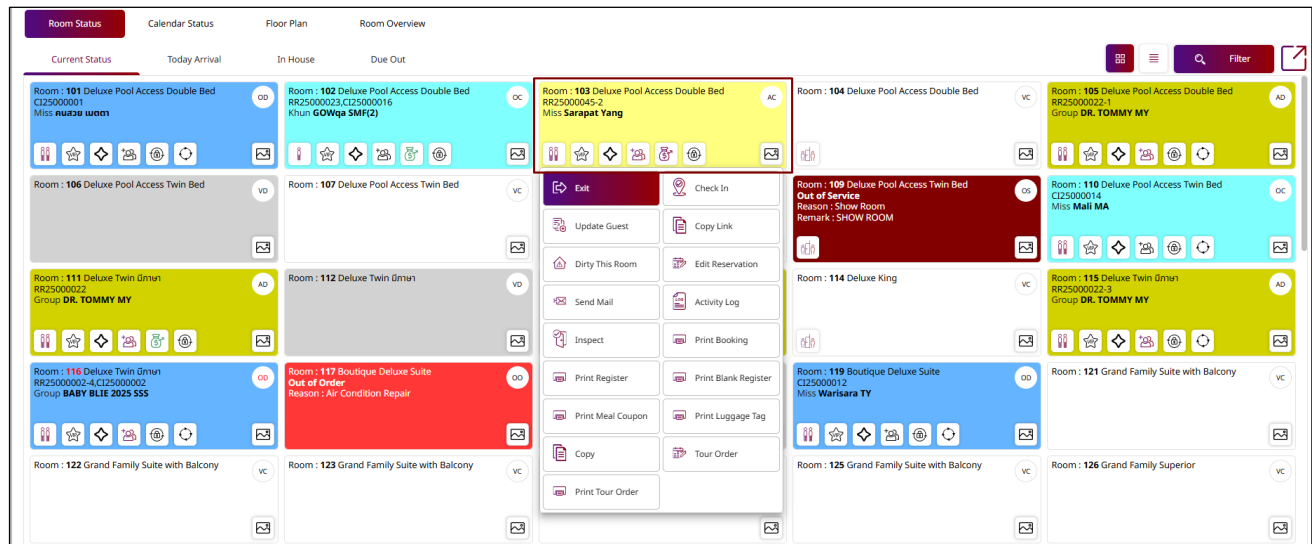 Room Status
Calendar Status
Floor Plan
Room Overview
Current Status
Today Arrival
In House
Due Out
Filter
Room : 101 Deluxe Pool Access Double Bed
OD
CI25000001
Miss คนสวย เมตตา
Room : 102 Deluxe Pool Access Double Bed
OC
RR25000023,CI25000016
Khun GOWqa SMF(2)
Room : 103 Deluxe Pool Access Double Bed
AC
RR25000045-2
Miss Sarapat Yang
Room : 104 Deluxe Pool Access Double Bed
VC
Room : 105 Deluxe Pool Access Double Bed
AD
RR25000022-1
Group DR. TOMMY MY
Room : 106 Deluxe Pool Access Twin Bed
VD
Room : 107 Deluxe Pool Access Twin Bed
VC
Exit
Check In
Update Guest
Copy Link
Dirty This Room
Edit Reservation
Send Mail
Activity Log
Inspect
Print Booking
Print Register
Print Blank Register
Print Meal Coupon
Print Luggage Tag
Copy
Tour Order
Print Tour Order
Room : 109 Deluxe Pool Access Twin Bed
OS
Out of Service
Reason : Show Room
Remark : SHOW ROOM
Room : 110 Deluxe Pool Access Twin Bed
OC
CI25000014
Miss Mali MA
Room : 111 Deluxe Twin มีภาษา
AD
RR25000022
Group DR. TOMMY MY
Room : 112 Deluxe Twin มีภาษา
VD
Room : 114 Deluxe King
VC
Room : 115 Deluxe Twin มีภาษา
AD
RR25000022-3
Group DR. TOMMY MY
Room : 116 Deluxe Twin มีภาษา
OD
RR25000002-4,CI25000002
Group BABY BLIE 2025 SSS
Room : 117 Boutique Deluxe Suite
OO
Out of Order
Reason : Air Condition Repair
Room : 119 Boutique Deluxe Suite
OD
CI25000012
Miss Warisara TY
Room : 121 Grand Family Suite with Balcony
VC
Room : 122 Grand Family Suite with Balcony
VC
Room : 123 Grand Family Suite with Balcony
VC
Room : 125 Grand Family Suite with Balcony
VC
Room : 126 Grand Family Superior
VC